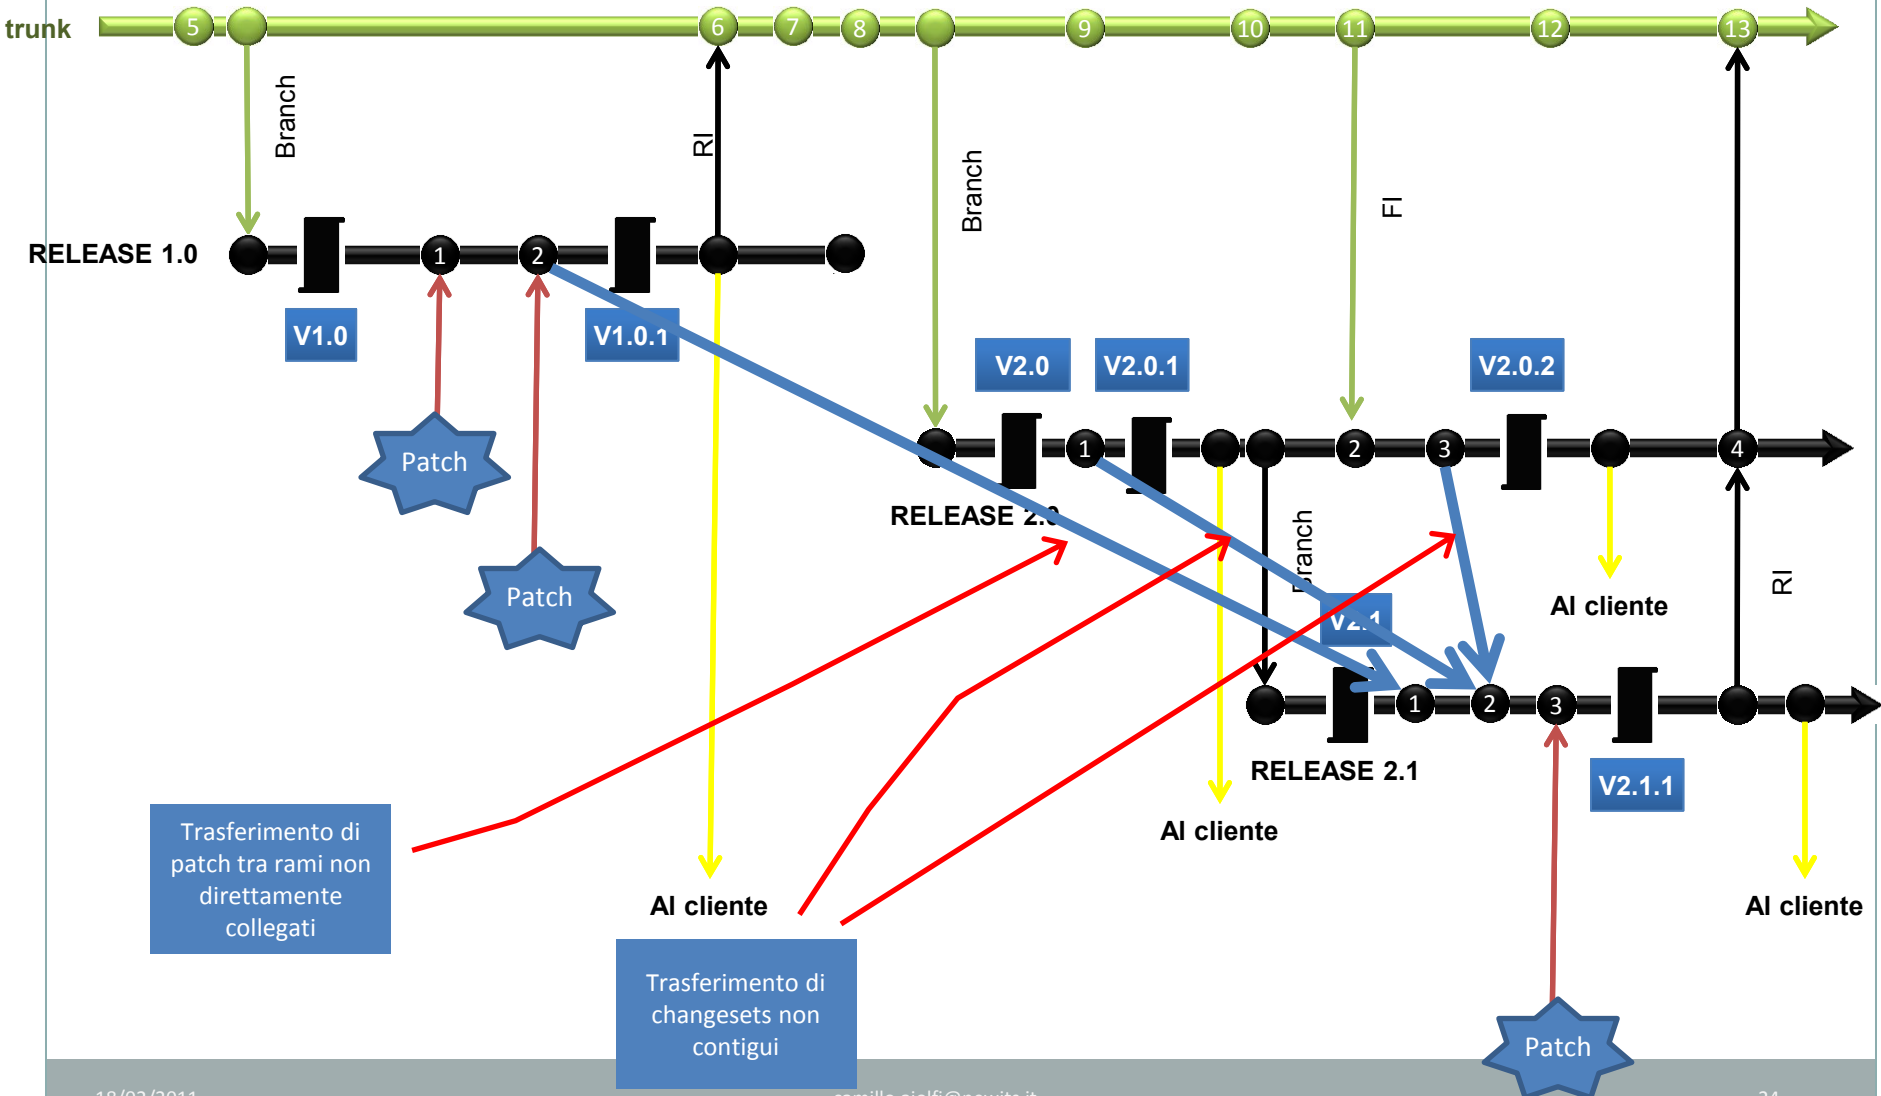 trunk
5
6
7
8
9
10
11
12
13
Branch
RI
Branch
FI
RELEASE 1.0
1
2
V1.0
V1.0.1
V2.0
V2.0.1
V2.0.2
1
2
3
4
Patch
Patch
RELEASE 2.0
Branch
RI
Al cliente
V2.1
1
2
3
RELEASE 2.1
V2.1.1
Al cliente
Al cliente
Al cliente
Trasferimento di
patch tra rami non
direttamente
collegati
Trasferimento di
changesets non
contigui
Patch